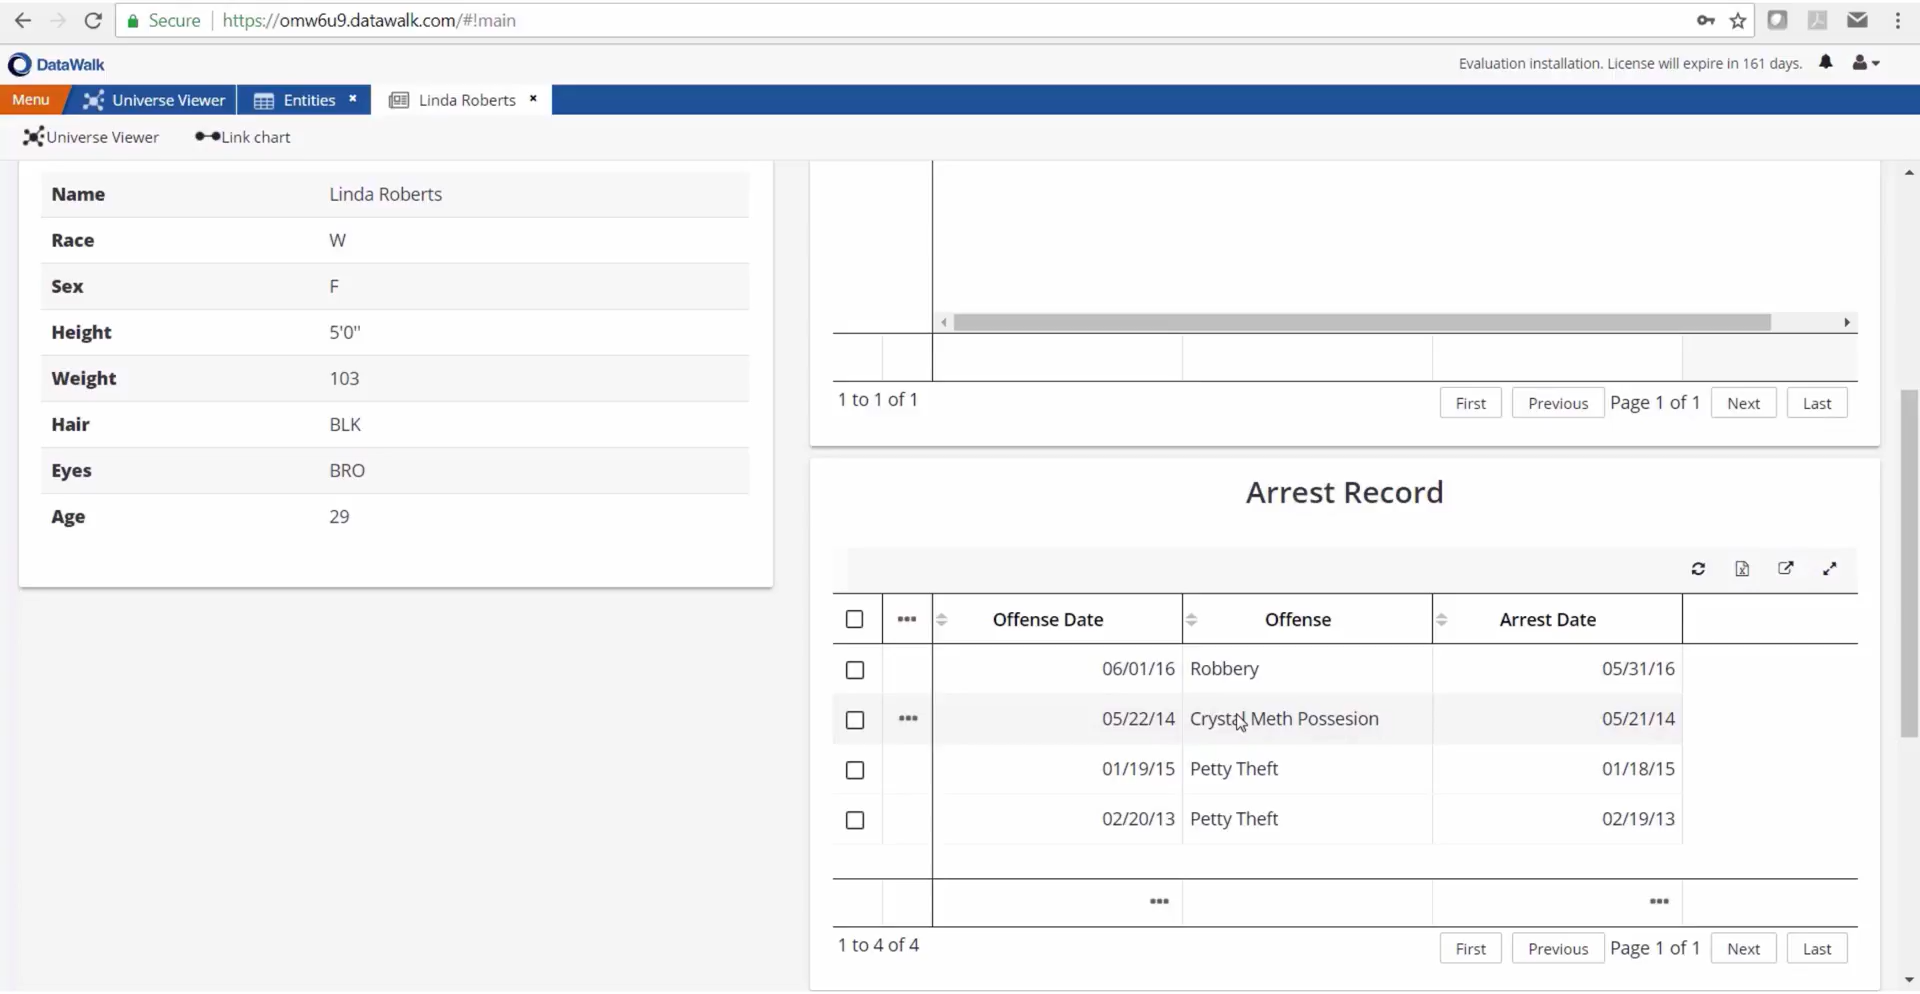 Secure https://omw6u9.datawalk.com/#!main
DataWalk
Evaluation installation. License will expire in 161 days.
Menu Universe Viewer Entities × Linda Roberts ×
Universe Viewer Link chart
Name Linda Roberts
Race W
Sex F
Height 5'0''
Weight 103
Hair BLK
Eyes BRO
Age 29
1 to 1 of 1 First Previous Page 1 of 1 Next Last
Arrest Record
Offense Date Offense Arrest Date
06/01/16 Robbery 05/31/16
05/22/14 Crystal Meth Possesion 05/21/14
01/19/15 Petty Theft 01/18/15
02/20/13 Petty Theft 02/19/13
1 to 4 of 4 First Previous Page 1 of 1 Next Last